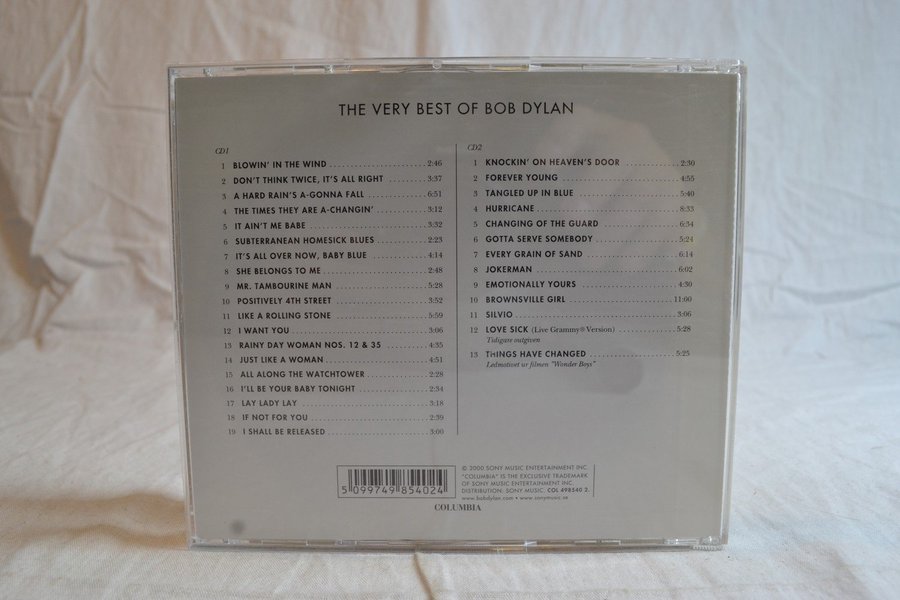 THE VERY BEST OF BOB DYLAN
CD1
1 BLOWIN' IN THE WIND 2:46
2 DON'T THINK TWICE, IT'S ALL RIGHT 3:37
3 A HARD RAIN'S A-GONNA FALL 6:51
4 THE TIMES THEY ARE A-CHANGIN' 3:12
5 IT AIN'T ME BABE 3:32
6 SUBTERRANEAN HOMESICK BLUES 2:23
7 IT'S ALL OVER NOW, BABY BLUE 4:14
8 SHE BELONGS TO ME 2:48
9 MR. TAMBOURINE MAN 5:28
10 POSITIVELY 4TH STREET 3:52
11 LIKE A ROLLING STONE 5:59
12 I WANT YOU 3:06
13 RAINY DAY WOMAN NOS. 12 & 35 4:35
14 JUST LIKE A WOMAN 4:51
15 ALL ALONG THE WATCHTOWER 2:28
16 I'LL BE YOUR BABY TONIGHT 2:34
17 LAY LADY LAY 3:18
18 IF NOT FOR YOU 2:39
19 I SHALL BE RELEASED 3:00
CD2
1 KNOCKIN' ON HEAVEN'S DOOR 2:30
2 FOREVER YOUNG 4:55
3 TANGLED UP IN BLUE 5:40
4 HURRICANE 8:33
5 CHANGING OF THE GUARD 6:34
6 GOTTA SERVE SOMEBODY 5:24
7 EVERY GRAIN OF SAND 6:14
8 JOKERMAN 6:02
9 EMOTIONALLY YOURS 4:30
10 BROWNSVILLE GIRL 11:00
11 SILVIO 3:06
12 LOVE SICK (Live Grammy® Version) 5:28
Tidigare outgiven
13 THINGS HAVE CHANGED 5:25
Ledmotivet ur filmen "Wonder Boys"
5 099749 854024
© 2000 SONY MUSIC ENTERTAINMENT INC.
"COLUMBIA" IS THE EXCLUSIVE TRADEMARK
OF SONY MUSIC ENTERTAINMENT INC.
DISTRIBUTION: SONY MUSIC. COL 498540 2.
www.bobdylan.com • www.sonymusic.se
COLUMBIA